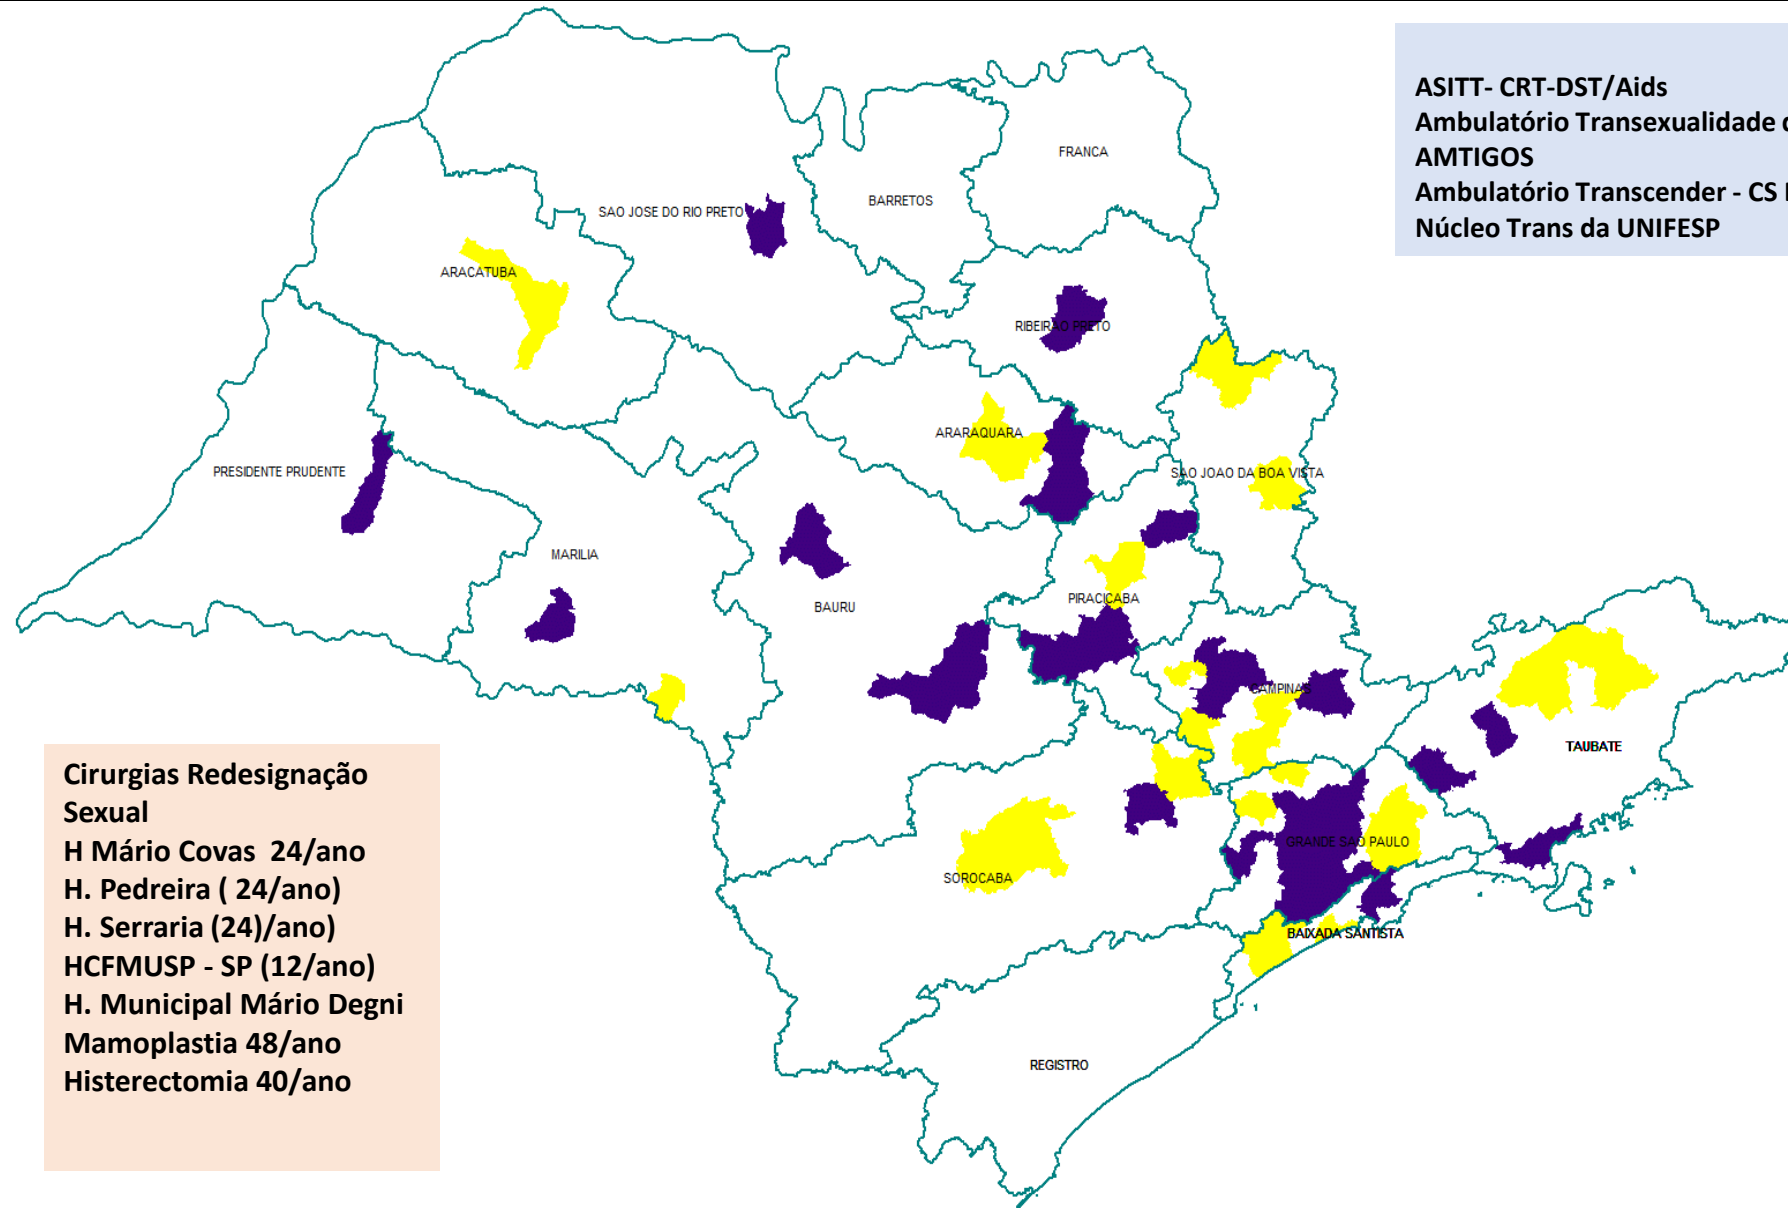 ASITT- CRT-DST/Aids
Ambulatório Transexualidade
AMTIGOS
Ambulatório Transcender - CS
Núcleo Trans da UNIFESP
FRANCA
BARRETOS
SAO JOSE DO RIO PRETO
ARACATUBA
RIBEIRAO PRETO
ARARAQUARA
PRESIDENTE PRUDENTE
SAO JOAO DA BOA VISTA
MARILIA
BAURU
PIRACICABA
CAMPINAS
TAUBATE
GRANDE SAO PAULO
SOROCABA
BAIXADA SANTISTA
REGISTRO
Cirurgias Redesignação
Sexual
H Mário Covas 24/ano
H. Pedreira ( 24/ano)
H. Serraria (24)/ano)
HCFMUSP - SP (12/ano)
H. Municipal Mário Degni
Mamoplastia 48/ano
Histerectomia 40/ano